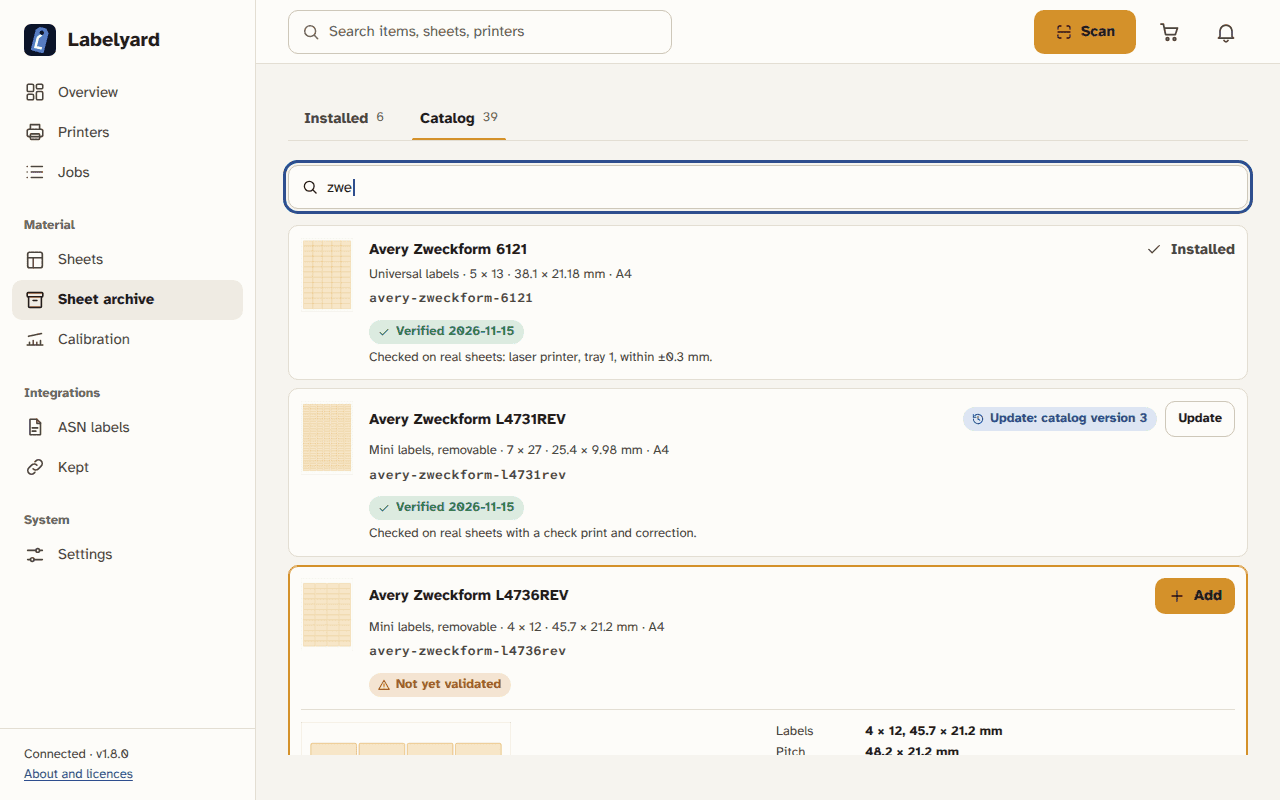 Labelyard
Search items, sheets, printers
Scan
Overview
Printers
Jobs
Material
Sheets
Sheet archive
Calibration
Integrations
ASN labels
Kept
System
Settings
Connected · v1.8.0
About and licences
Installed 6
Catalog 39
zwe
Avery Zweckform 6121
Installed
Universal labels · 5 × 13 · 38.1 × 21.18 mm · A4
avery-zweckform-6121
Verified 2026-11-15
Checked on real sheets: laser printer, tray 1, within ±0.3 mm.
Avery Zweckform L4731REV
Update: catalog version 3
Update
Mini labels, removable · 7 × 27 · 25.4 × 9.98 mm · A4
avery-zweckform-l4731rev
Verified 2026-11-15
Checked on real sheets with a check print and correction.
Avery Zweckform L4736REV
Add
Mini labels, removable · 4 × 12 · 45.7 × 21.2 mm · A4
avery-zweckform-l4736rev
Not yet validated
Labels 4 × 12, 45.7 × 21.2 mm
Pitch 48.2 × 21.2 mm